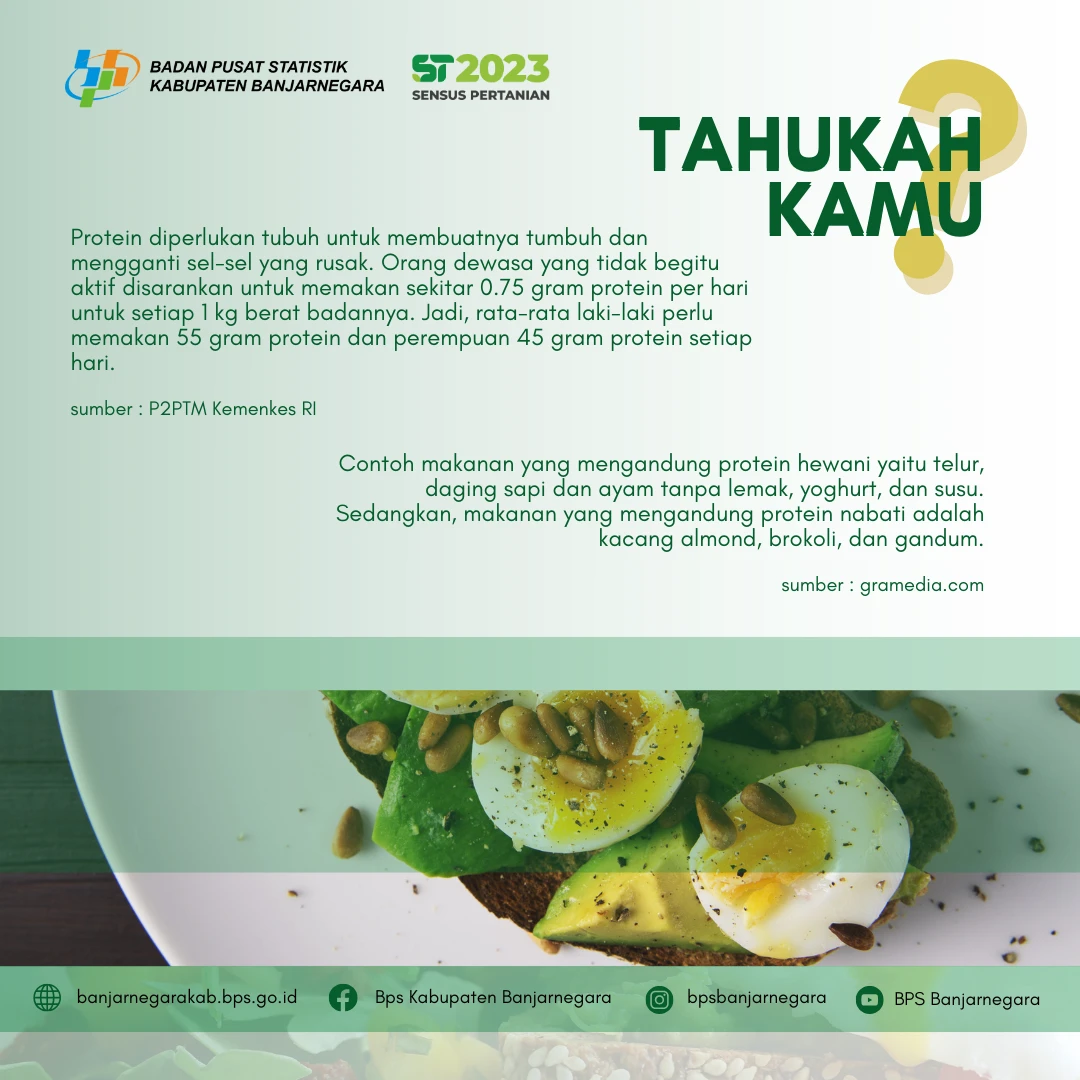 BADAN PUSAT STATISTIK
KABUPATEN BANJARNEGARA
ST2023
SENSUS PERTANIAN
TAHUKAH
KAMU
?
Protein diperlukan tubuh untuk membuatnya tumbuh dan
mengganti sel-sel yang rusak. Orang dewasa yang tidak begitu
aktif disarankan untuk memakan sekitar 0.75 gram protein per hari
untuk setiap 1 kg berat badannya. Jadi, rata-rata laki-laki perlu
memakan 55 gram protein dan perempuan 45 gram protein setiap
hari.
sumber : P2PTM Kemenkes RI
Contoh makanan yang mengandung protein hewani yaitu telur,
daging sapi dan ayam tanpa lemak, yoghurt, dan susu.
Sedangkan, makanan yang mengandung protein nabati adalah
kacang almond, brokoli, dan gandum.
sumber : gramedia.com
banjarnegarakab.bps.go.id
Bps Kabupaten Banjarnegara
bpsbanjarnegara
BPS Banjarnegara